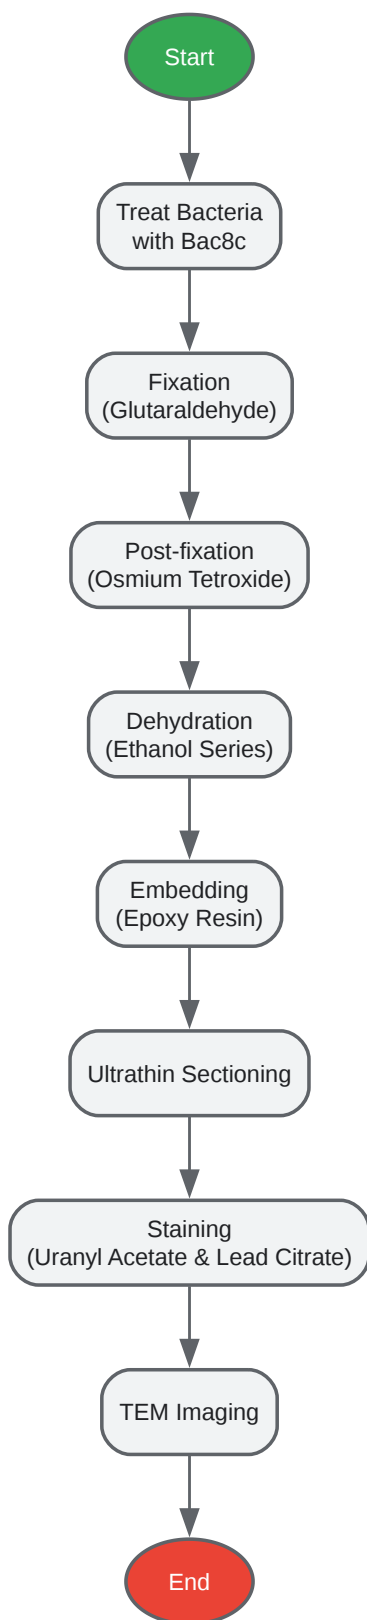 Start
Treat Bacteria
with Bac8c
Fixation
(Glutaraldehyde)
Post-fixation
(Osmium Tetroxide)
Dehydration
(Ethanol Series)
Embedding
(Epoxy Resin)
Ultrathin Sectioning
Staining
(Uranyl Acetate & Lead Citrate)
TEM Imaging
End